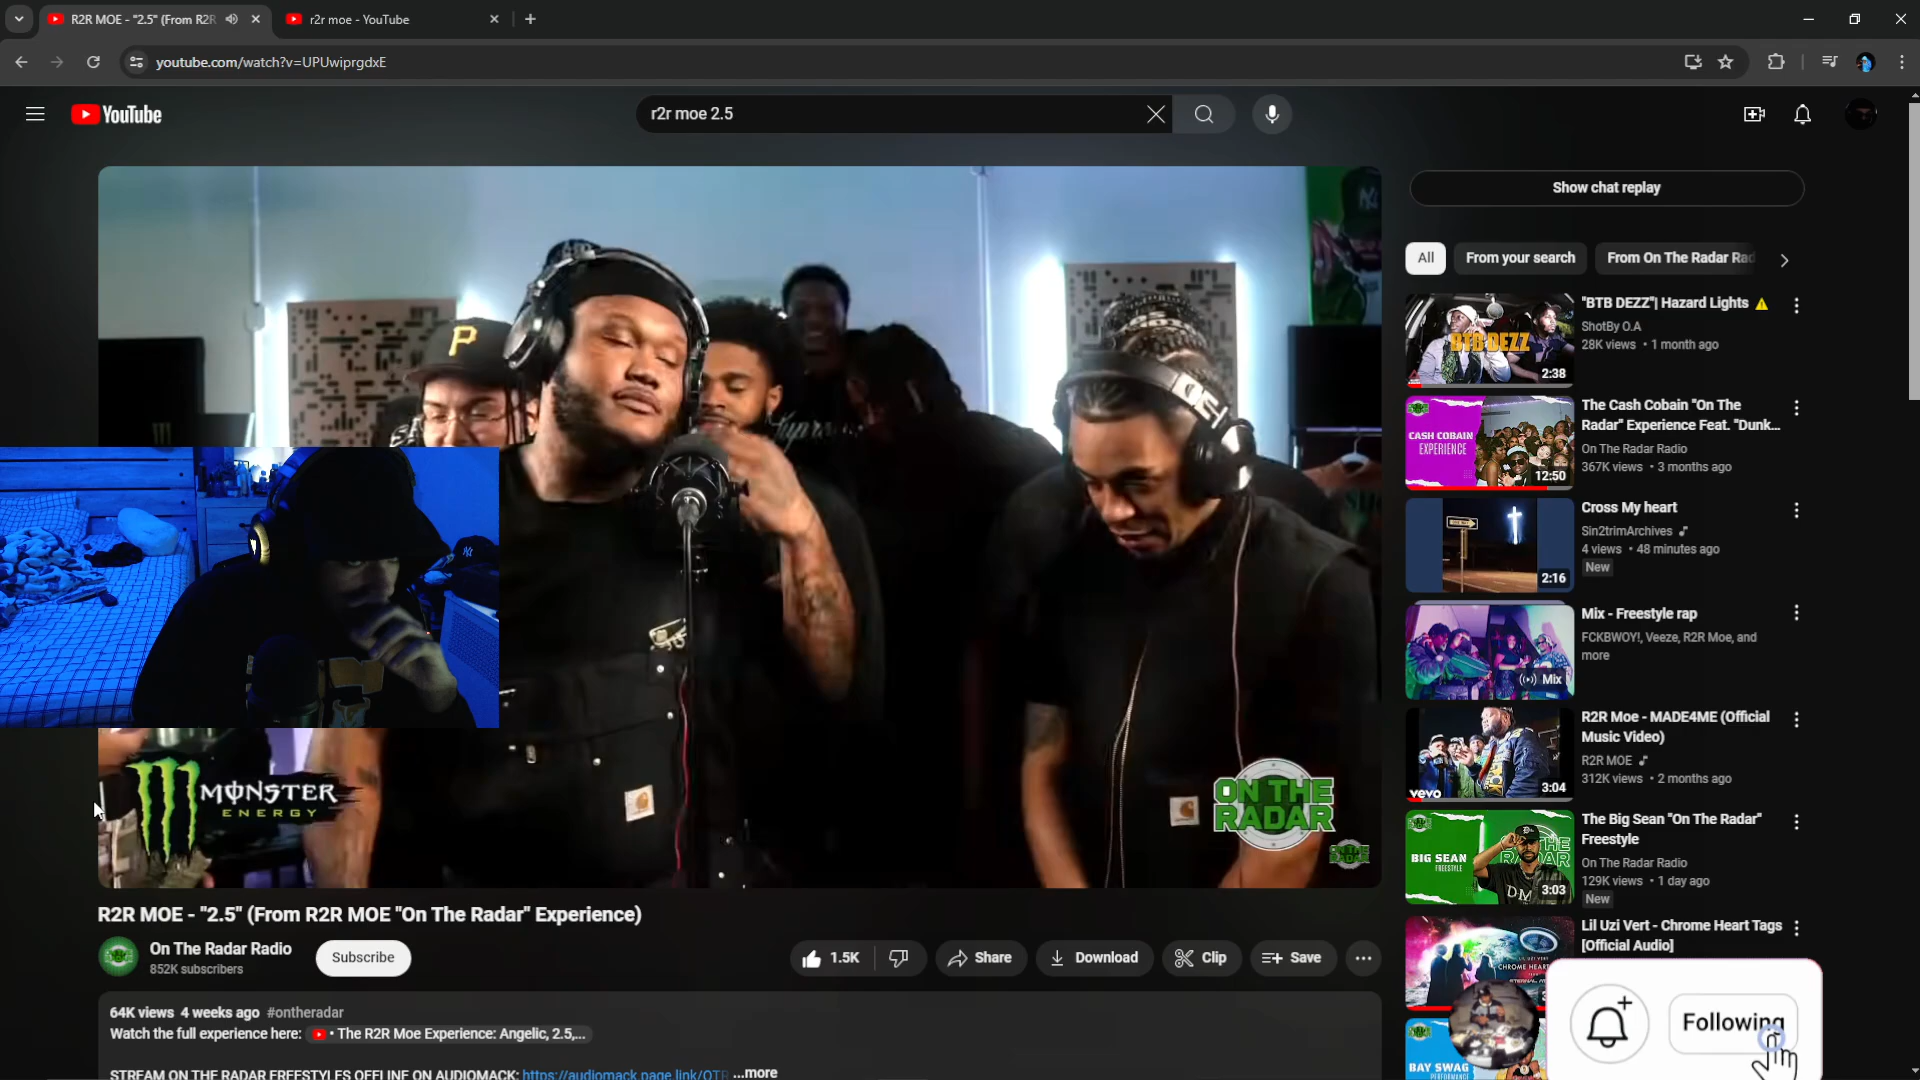 R2R MOE - "2.5" (From R2R
r2r moe - YouTube
youtube.com/watch?v=UPUwiprgdxE
YouTube
r2r moe 2.5
Show chat replay
All
From your search
From On The Radar Rad
"BTB DEZZ"| Hazard Lights ⚠️
ShotBy O.A
28K views • 1 month ago
BTB DEZZ
2:38
The Cash Cobain "On The
Radar" Experience Feat. "Dunk...
On The Radar Radio
367K views • 3 months ago
CASH COBAIN
EXPERIENCE
12:50
Cross My heart
Sin2trimArchives
4 views • 48 minutes ago
New
2:16
Mix - Freestyle rap
FCKBWOY!, Veeze, R2R Moe, and
more
Mix
R2R Moe - MADE4ME (Official
Music Video)
R2R MOE
312K views • 2 months ago
vevo
3:04
The Big Sean "On The Radar"
Freestyle
On The Radar Radio
129K views • 1 day ago
New
BIG SEAN
FREESTYLE
3:03
Lil Uzi Vert - Chrome Heart Tags
[Official Audio]
CHROME HEART
BAY SWAG
PERFORMANCE
Following
P
Supreme
MONSTER
ENERGY
ON THE
RADAR
ON THE
RADAR
R2R MOE - "2.5" (From R2R MOE "On The Radar" Experience)
On The Radar Radio
852K subscribers
Subscribe
1.5K
Share
Download
Clip
Save
64K views 4 weeks ago #ontheradar
Watch the full experience here: • The R2R Moe Experience: Angelic, 2.5,...
STREAM ON THE RADAR FREESTYLES OFFLINE ON AUDIOMACK: https://audiomack.page.link/OTR ...more